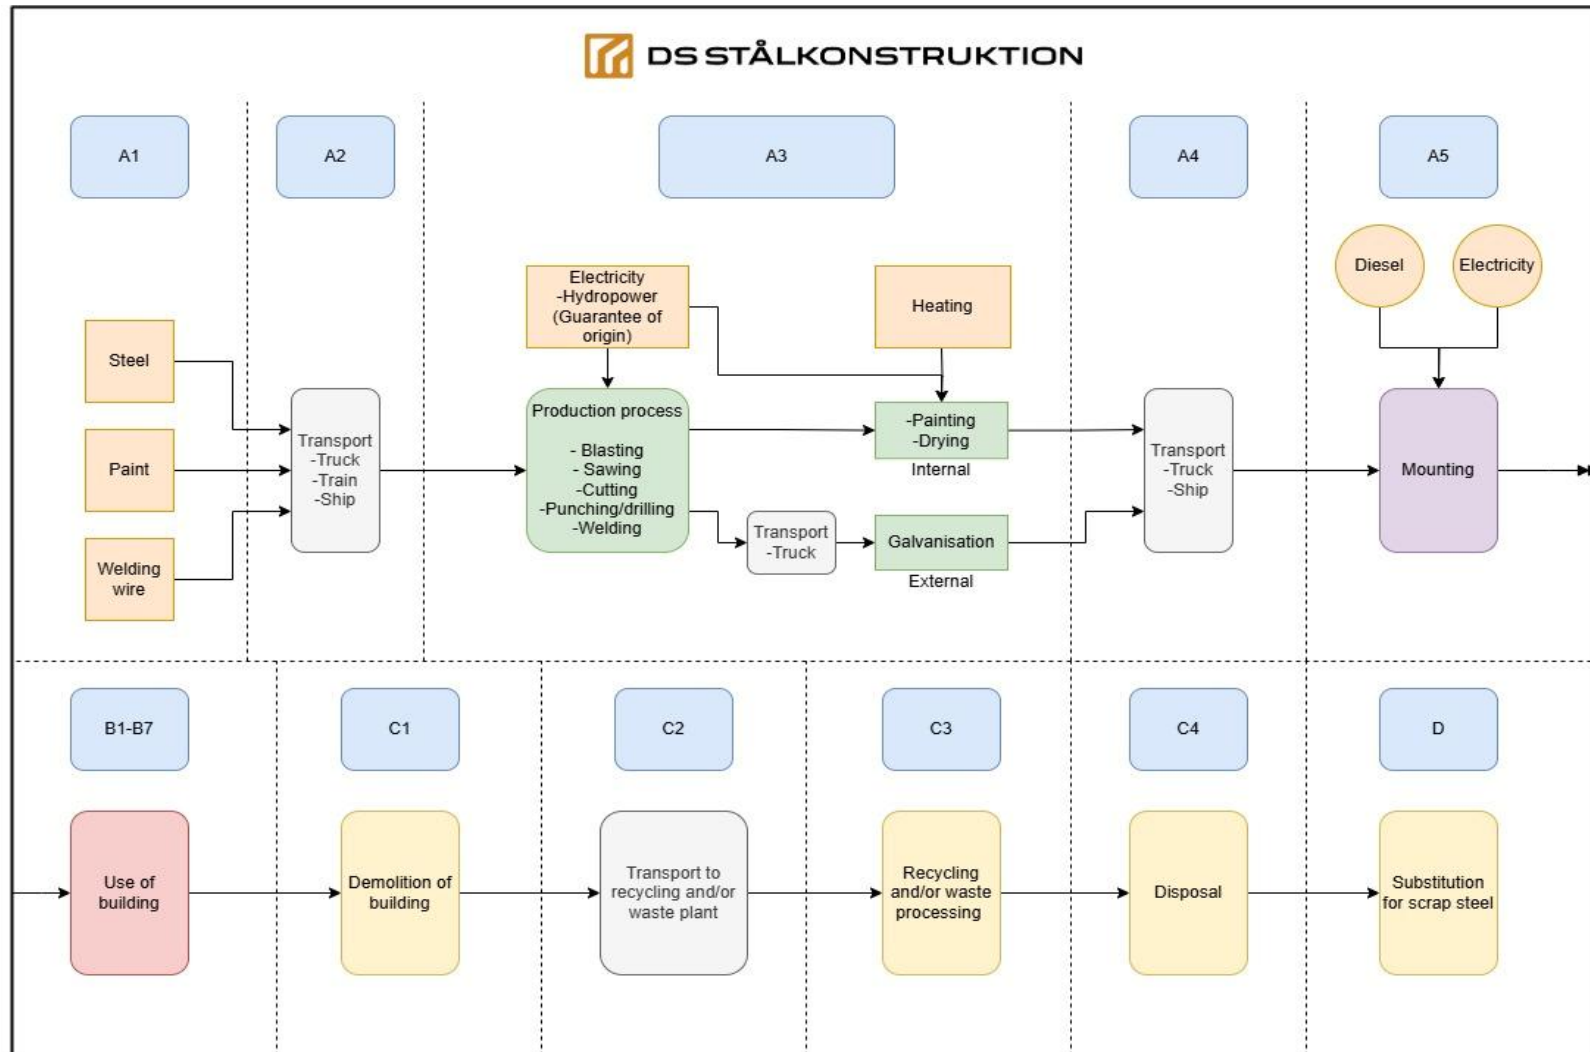 DS STÅLKONSTRUKTION
A1
A2
A3
A4
A5
Steel
Paint
Welding
wire
Transport
-Truck
-Train
-Ship
Electricity
-Hydropower
(Guarantee of
origin)
Heating
Production process
- Blasting
- Sawing
-Cutting
-Punching/drilling
-Welding
-Painting
-Drying
Internal
Transport
-Truck
Galvanisation
External
Transport
-Truck
-Ship
Diesel
Electricity
Mounting
B1-B7
C1
C2
C3
C4
D
Use of
building
Demolition of
building
Transport to
recycling and/or
waste plant
Recycling
and/or waste
processing
Disposal
Substitution
for scrap steel